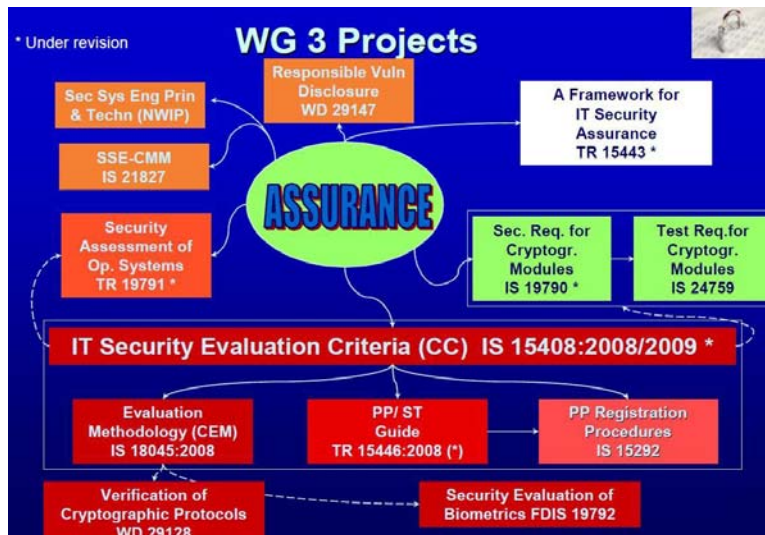 * Under revision
WG 3 Projects
Responsible Vuln
Disclosure
WD 29147
Sec Sys Eng Prin
& Techn (NWIP)
A Framework for
IT Security
Assurance
TR 15443 *
SSE-CMM
IS 21827
ASSURANCE
Security
Assessment of
Op. Systems
TR 19791 *
Sec. Req. for
Cryptogr.
Modules
IS 19790 *
Test Req.for
Cryptogr.
Modules
IS 24759
IT Security Evaluation Criteria (CC) IS 15408:2008/2009 *
Evaluation
Methodology (CEM)
IS 18045:2008
PP/ ST
Guide
TR 15446:2008 (*)
PP Registration
Procedures
IS 15292
Verification of
Cryptographic Protocols
WD 29128
Security Evaluation of
Biometrics FDIS 19792